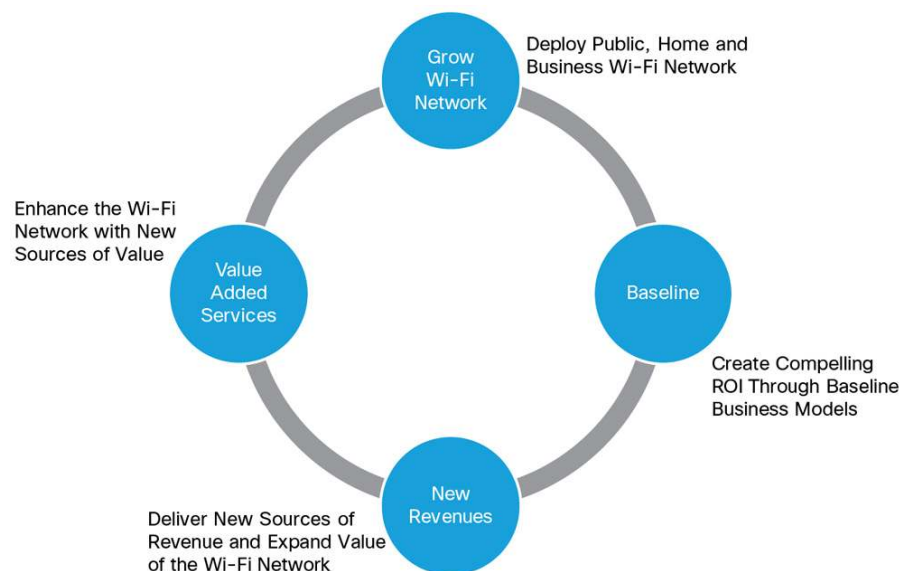 Grow
Wi-Fi
Network
Deploy Public, Home and
Business Wi-Fi Network
Enhance the Wi-Fi
Network with New
Sources of Value
Value
Added
Services
Baseline
Create Compelling
ROI Through Baseline
Business Models
New
Revenues
Deliver New Sources of
Revenue and Expand Value
of the Wi-Fi Network